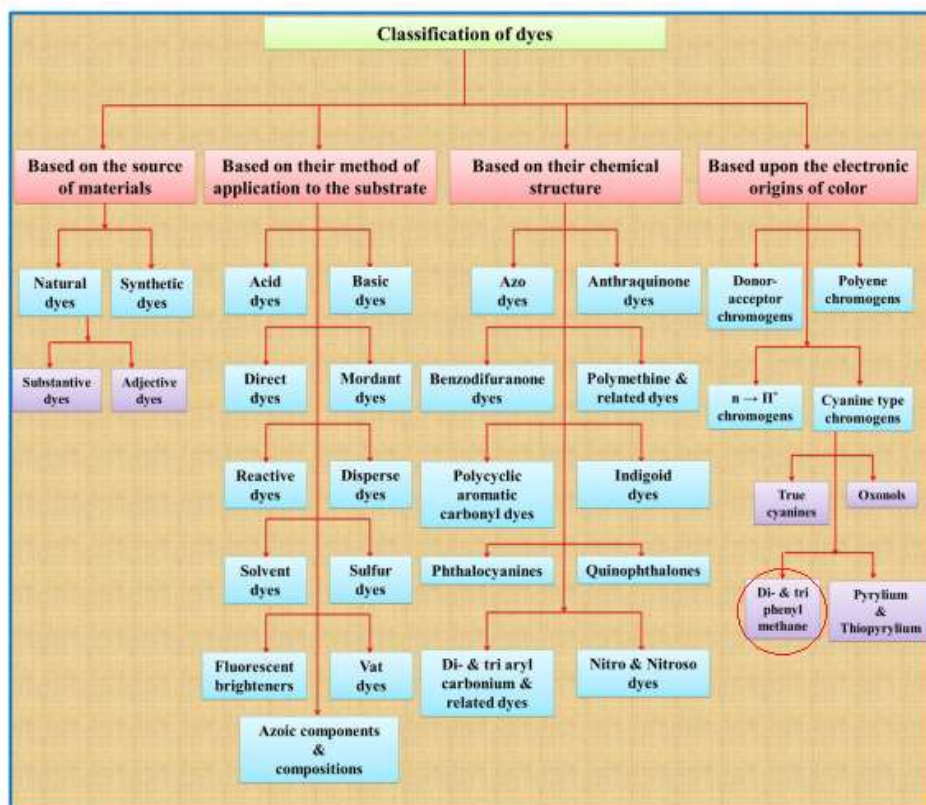 Classification of dyes
Based on the source
of materials
Based on their method of
application to the substrate
Based on their chemical
structure
Based upon the electronic
origins of color
Natural
dyes
Synthetic
dyes
Substantive
dyes
Adjective
dyes
Acid
dyes
Basic
dyes
Direct
dyes
Mordant
dyes
Reactive
dyes
Disperse
dyes
Solvent
dyes
Sulfur
dyes
Fluorescent
brighteners
Vat
dyes
Azoic components
&
compositions
Azo
dyes
Anthraquinone
dyes
Benzodifuranone
dyes
Polymethine &
related dyes
Polycyclic
aromatic
carbonyl dyes
Indigoid
dyes
Phthalocyanines
Quinophthalones
Di- & tri aryl
carbonium &
related dyes
Nitro & Nitroso
dyes
Donor-
acceptor
chromogens
Polyene
chromogens
n → Π*
chromogens
Cyanine type
chromogens
True
cyanines
Oxonols
Di- & tri
phenyl
methane
Pyrylium
&
Thiopyrylium